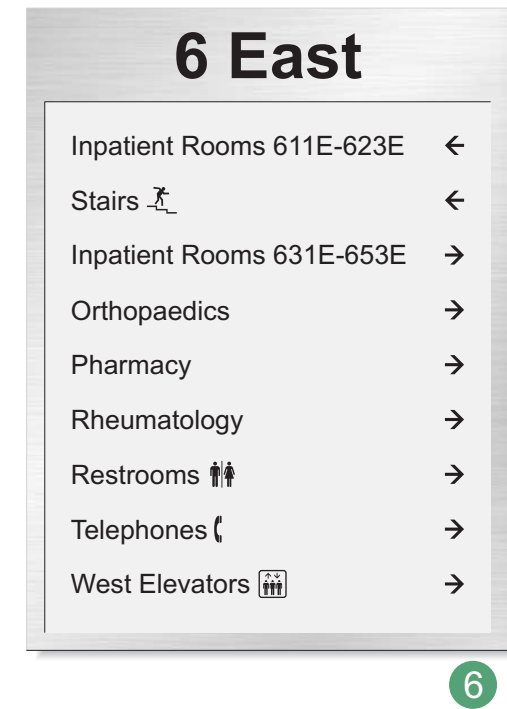 6 East
Inpatient Rooms 611E-623E ←
Stairs ←
Inpatient Rooms 631E-653E →
Orthopaedics →
Pharmacy →
Rheumatology →
Restrooms →
Telephones →
West Elevators →
6